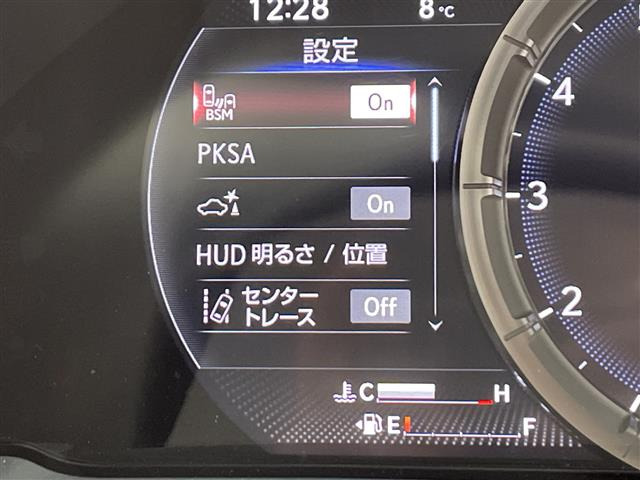 12:28 8℃
設定
BSM On
PKSA
On
HUD 明るさ / 位置
センター
トレース Off
C H
E F
4
3
2